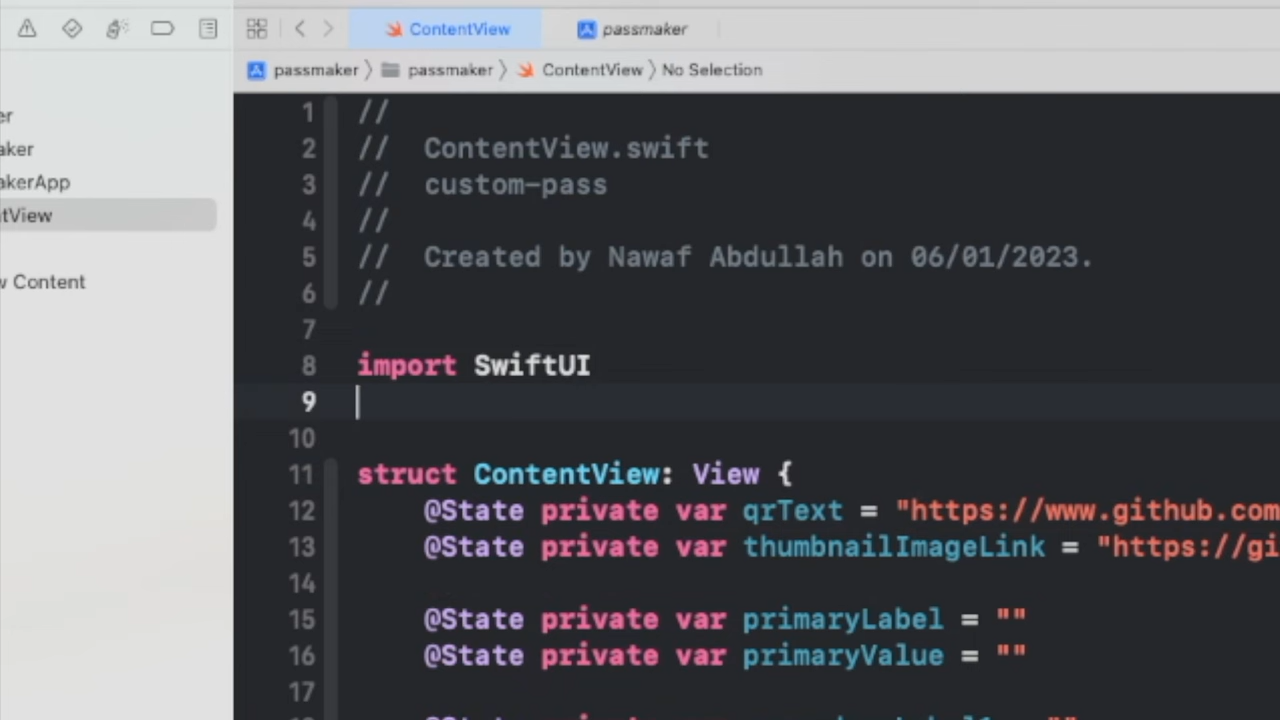 ContentView
passmaker
passmaker 〉 passmaker 〉 ContentView 〉 No Selection
er
aker
akerApp
tView
v Content
1 //
2 //  ContentView.swift
3 //  custom-pass
4 //
5 //  Created by Nawaf Abdullah on 06/01/2023.
6 //
7
8 import SwiftUI
9
10
11 struct ContentView: View {
12 @State private var qrText = "https://www.github.com
13 @State private var thumbnailImageLink = "https://gi
14
15 @State private var primaryLabel = ""
16 @State private var primaryValue = ""
17